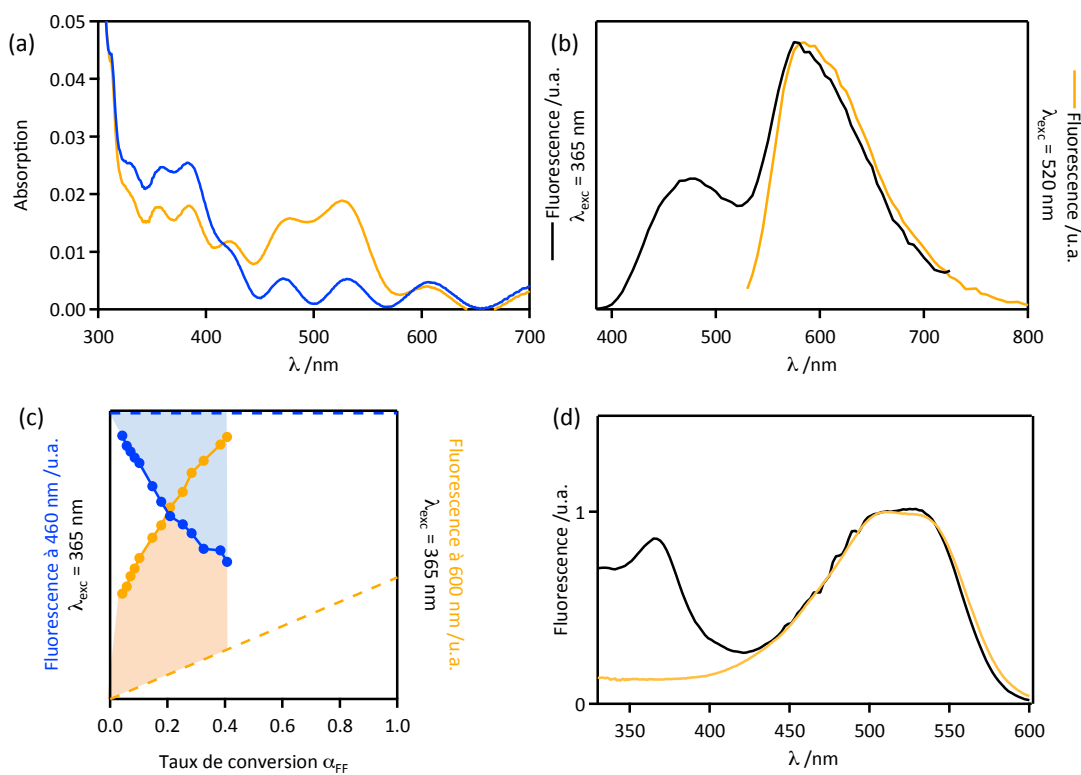 (a)
0.05
0.04
0.03
0.02
0.01
0.00
Absorption
300
400
500
600
700
λ /nm
(b)
Fluorescence /u.a.
λexc = 365 nm
Fluorescence /u.a.
λexc = 520 nm
400
500
600
700
800
λ /nm
(c)
Fluorescence à 460 nm /u.a.
λexc = 365 nm
λexc = 365 nm
Fluorescence à 600 nm /u.a.
0.0
0.2
0.4
0.6
0.8
1.0
Taux de conversion αFF
(d)
Fluorescence /u.a.
1
0
350
400
450
500
550
600
λ /nm